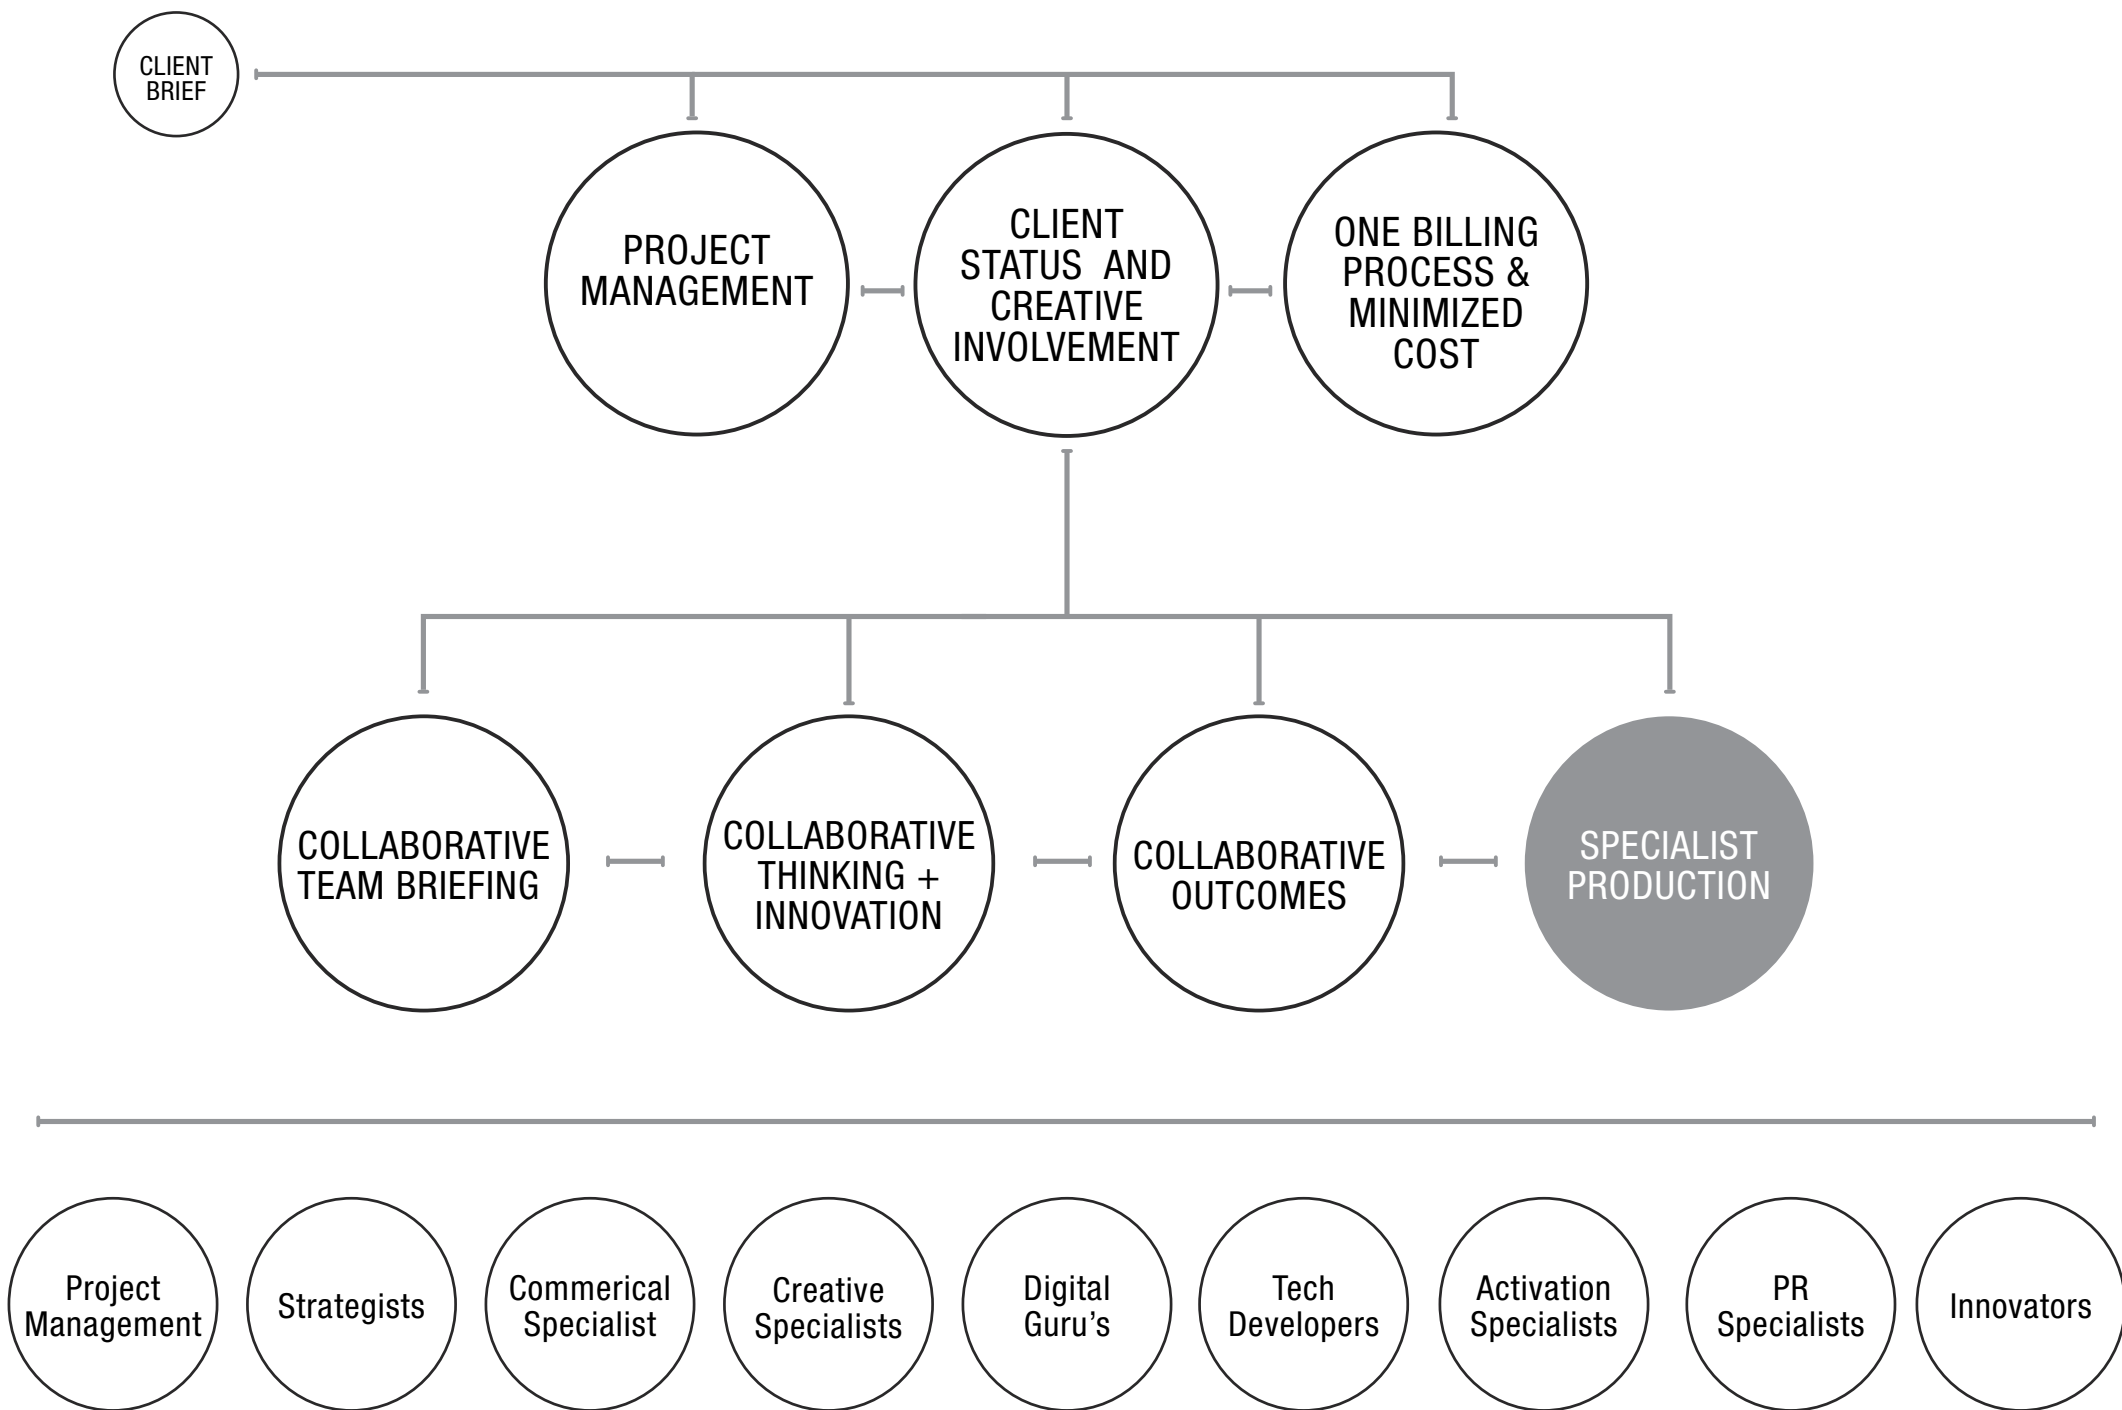 CLIENT
BRIEF
PROJECT
MANAGEMENT
CLIENT
STATUS AND
CREATIVE
INVOLVEMENT
ONE BILLING
PROCESS &
MINIMIZED
COST
COLLABORATIVE
TEAM BRIEFING
COLLABORATIVE
THINKING +
INNOVATION
COLLABORATIVE
OUTCOMES
SPECIALIST
PRODUCTION
Project
Management
Strategists
Commerical
Specialist
Creative
Specialists
Digital
Guru’s
Tech
Developers
Activation
Specialists
PR
Specialists
Innovators